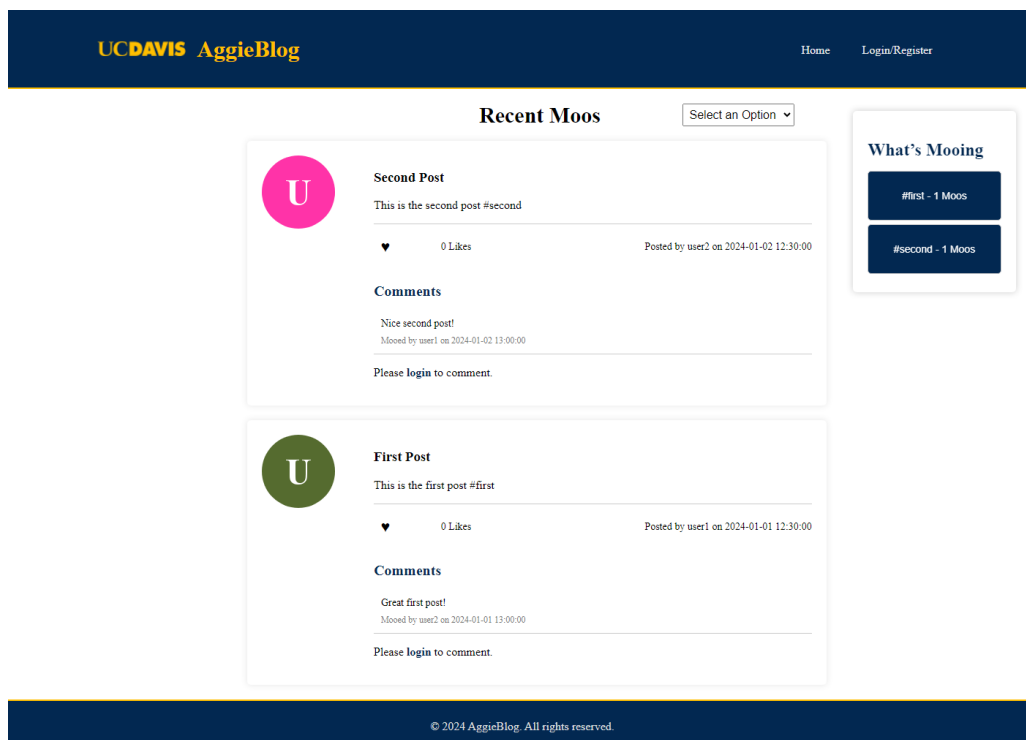 UCDAVIS AggieBlog
Home Login/Register
Recent Moos
Select an Option
U
Second Post
This is the second post #second
♥ 0 Likes Posted by user2 on 2024-01-02 12:30:00
Comments
Nice second post!
Mooed by user1 on 2024-01-02 13:00:00
Please login to comment.
U
First Post
This is the first post #first
♥ 0 Likes Posted by user1 on 2024-01-01 12:30:00
Comments
Great first post!
Mooed by user2 on 2024-01-01 13:00:00
Please login to comment.
What's Mooing
#first - 1 Moos
#second - 1 Moos
© 2024 AggieBlog. All rights reserved.